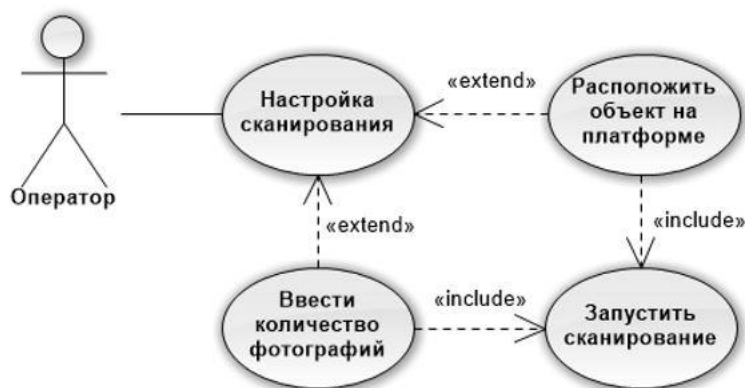 Оператор
Настройка
сканирования
«extend»
Расположить
объект на
платформе
«extend»
«include»
Ввести
количество
фотографий
«include»
Запустить
сканирование